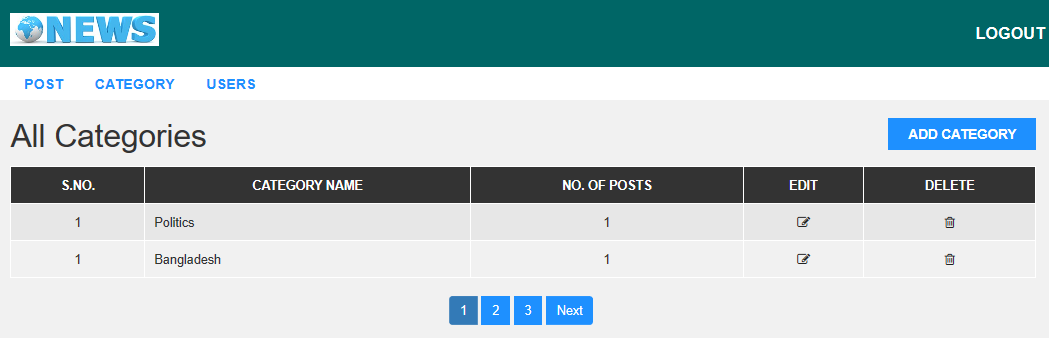 NEWS
LOGOUT
POST CATEGORY USERS
All Categories
ADD CATEGORY
S.NO. CATEGORY NAME NO. OF POSTS EDIT DELETE
1 Politics 1
1 Bangladesh 1
1 2 3 Next